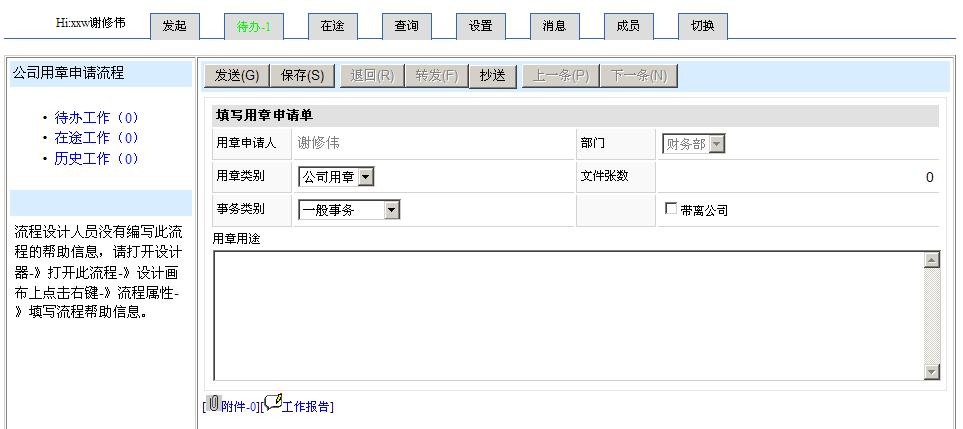 Hi:xxw谢修伟 发起 待办-1 在途 查询 设置 消息 成员 切换
公司用章申请流程
• 待办工作（0）
• 在途工作（0）
• 历史工作（0）
流程设计人员没有编写此流
程的帮助信息，请打开设计
器-》打开此流程-》设计画
布上点击右键-》流程属性-
》填写流程帮助信息。
发送(G) 保存(S) 退回(R) 转发(F) 抄送 上一条(P) 下一条(N)
填写用章申请单
用章申请人 谢修伟 部门 财务部
用章类别 公司用章 文件张数 0
事务类别 一般事务 带离公司
用章用途
[附件-0][工作报告]